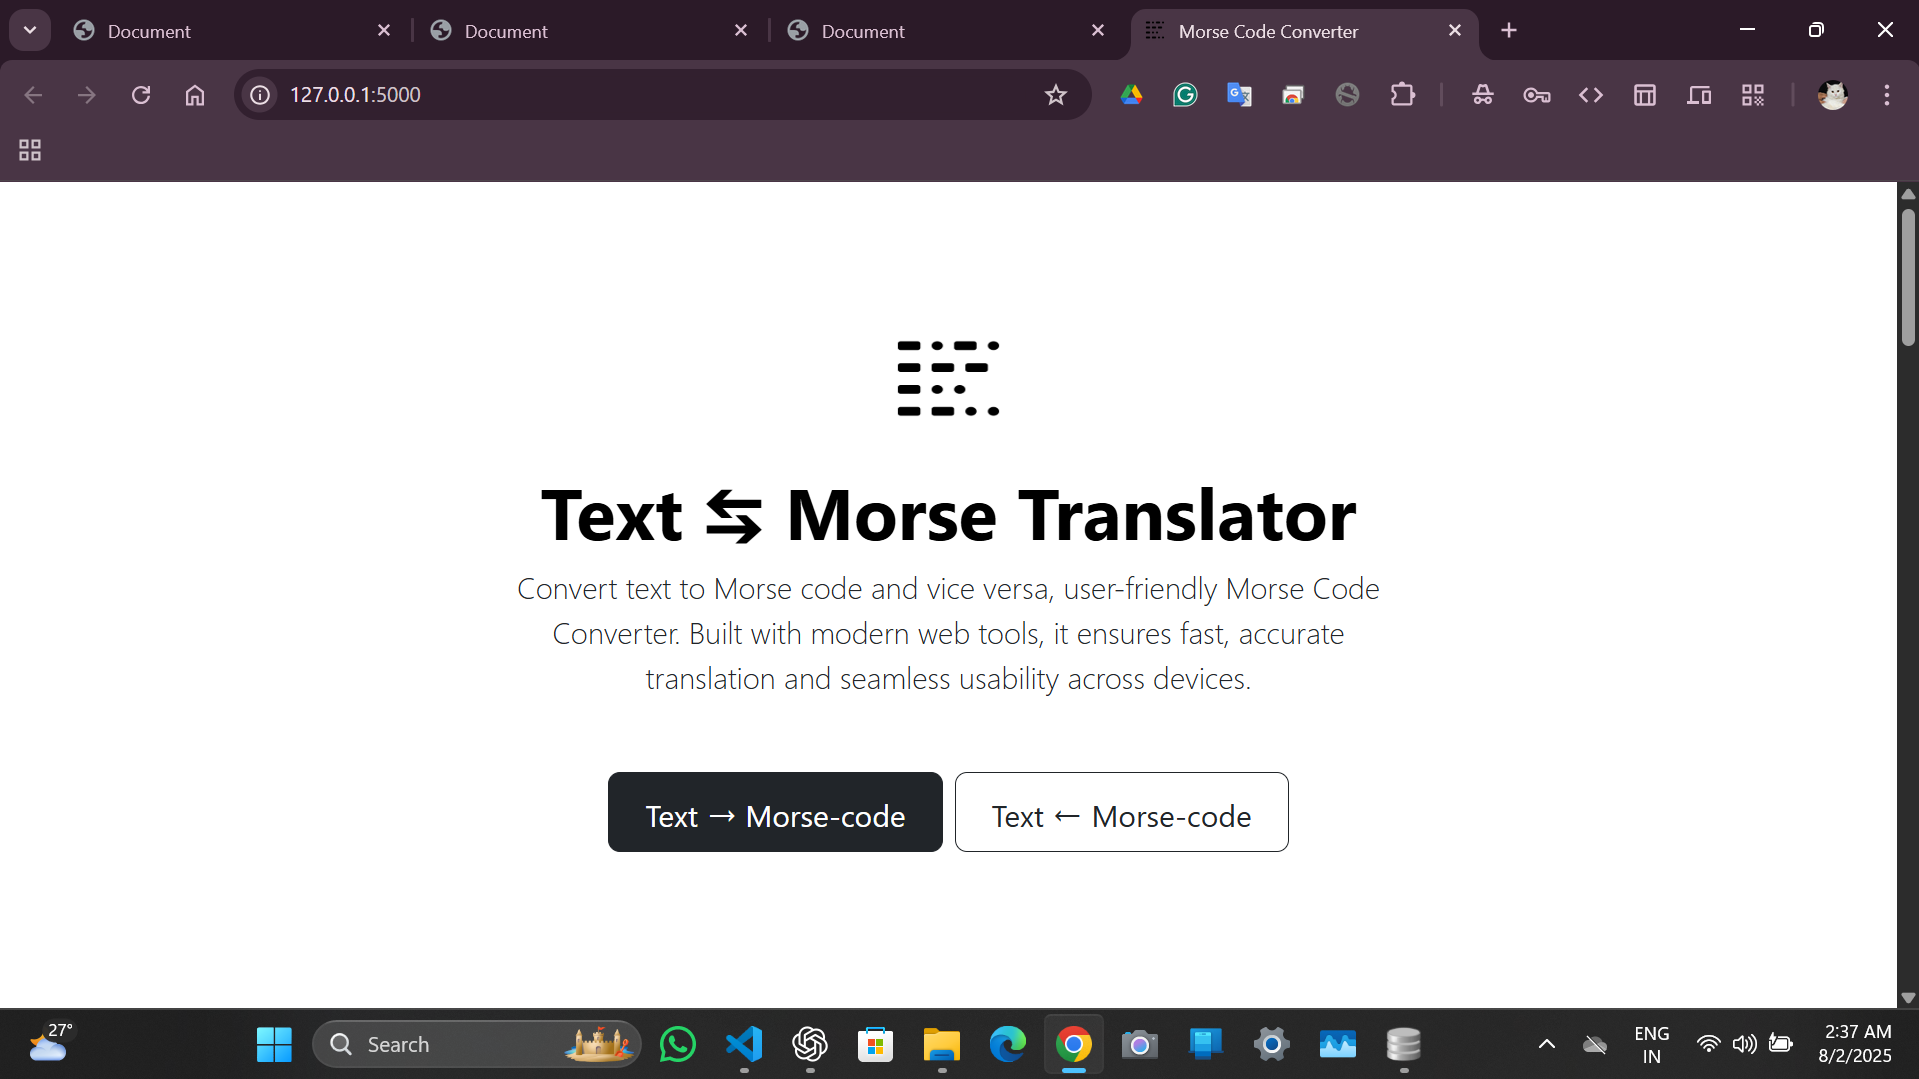 Document
Document
Document
Morse Code Converter
127.0.0.1:5000
Text ⇆ Morse Translator
Convert text to Morse code and vice versa, user-friendly Morse Code
Converter. Built with modern web tools, it ensures fast, accurate
translation and seamless usability across devices.
Text → Morse-code
Text ← Morse-code
27°
Search
ENG
IN
2:37 AM
8/2/2025